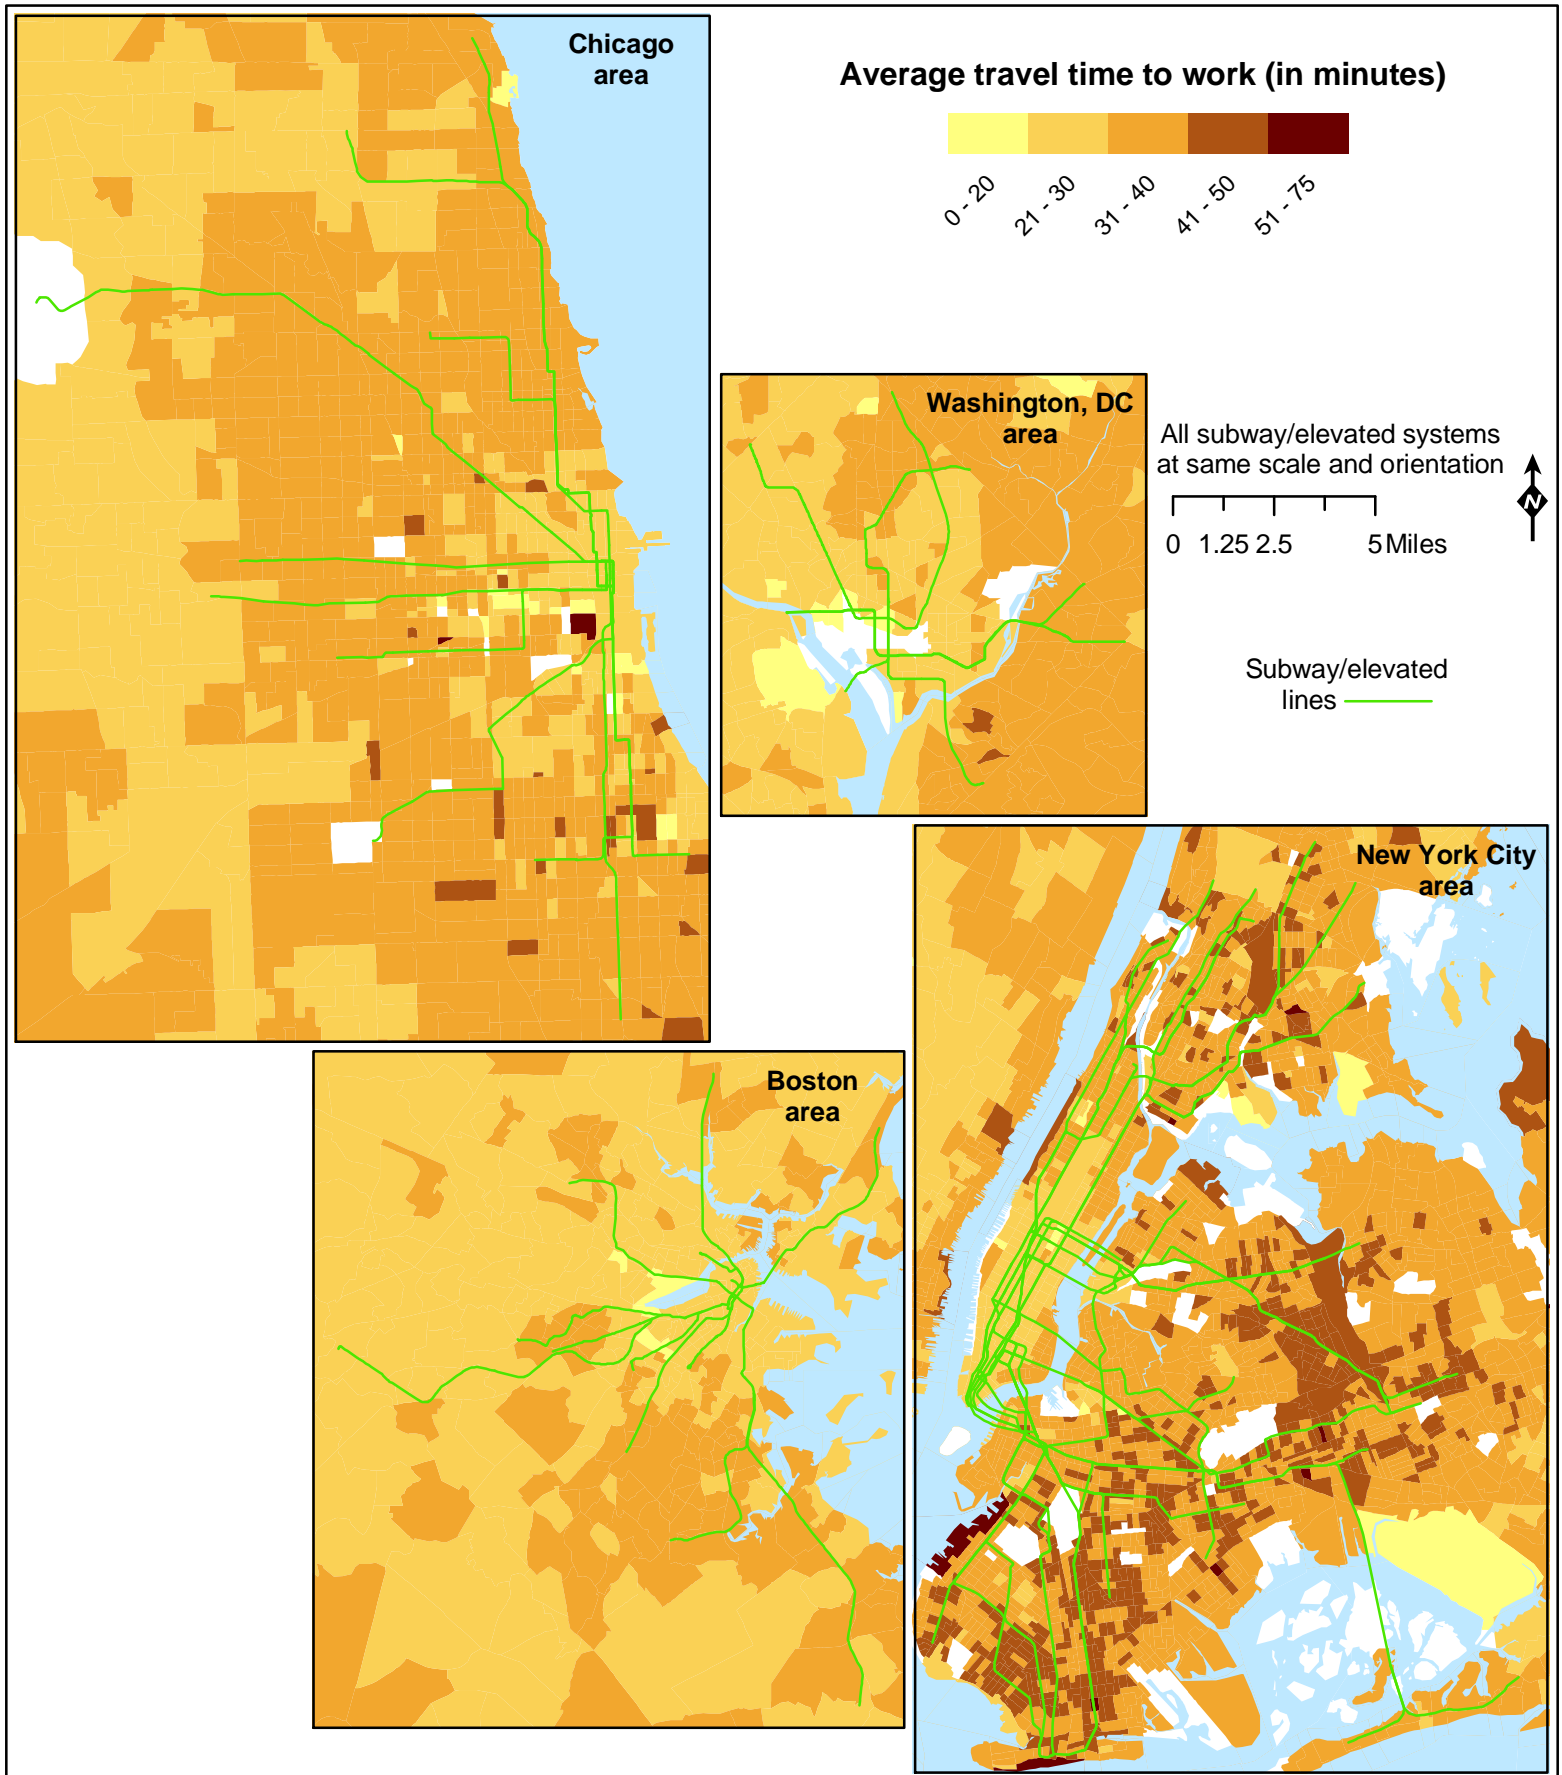 Chicago
area
Average travel time to work (in minutes)
0 - 20
21 - 30
31 - 40
41 - 50
51 - 75
Washington, DC
area
All subway/elevated systems
at same scale and orientation
N
0 1.25 2.5 5 Miles
Subway/elevated
lines
New York City
area
Boston
area